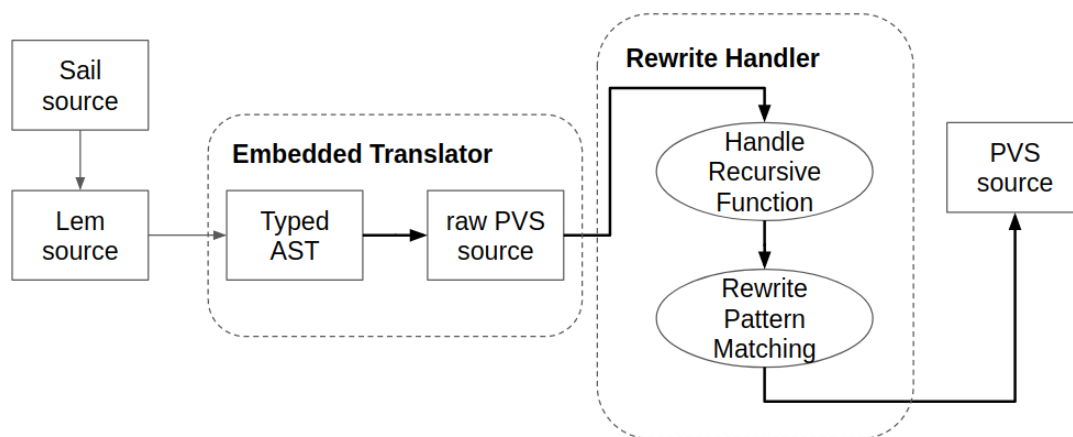 Sail
source
Lem
source
Embedded Translator
Typed
AST
raw PVS
source
Rewrite Handler
Handle
Recursive
Function
Rewrite
Pattern
Matching
PVS
source